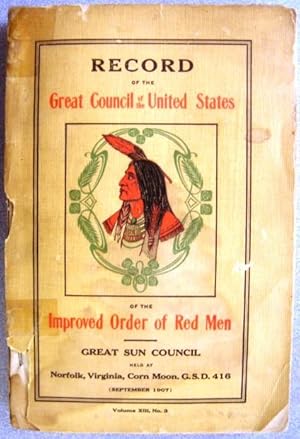 RECORD
OF THE
Great Council of the United States
OF THE
Improved Order of Red Men
GREAT SUN COUNCIL
HELD AT
Norfolk, Virginia, Corn Moon, G.S.D. 416
(SEPTEMBER 1907)
Volume XIII, No. 3